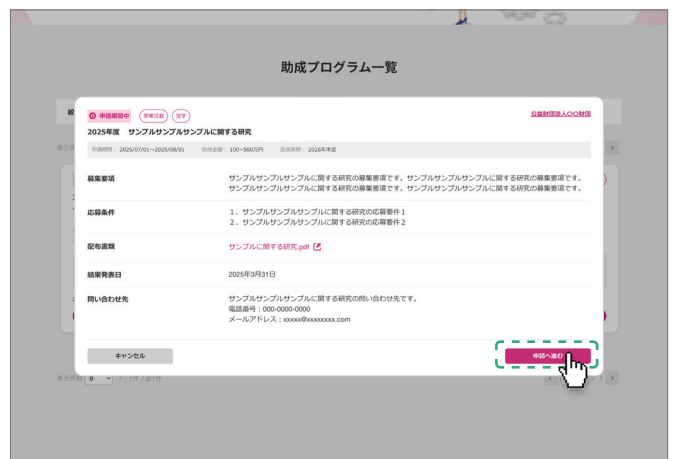 助成プログラム一覧
申請期間中
事業活動
医学
公益財団法人〇〇財団
2025年度 サンプルサンプルサンプルに関する研究
申請期間： 2025/07/01〜2025/08/01 助成金額： 100~500万円 助成期間： 2026年末迄
募集要項
サンプルサンプルサンプルに関する研究の募集要項です。サンプルサンプルサンプルに関する研究の募集要項です。
サンプルサンプルサンプルに関する研究の募集要項です。サンプルサンプルサンプルに関する研究の募集要項です。
応募条件
１、サンプルサンプルサンプルに関する研究の応募要件１
２、サンプルサンプルサンプルに関する研究の応募要件２
配布書類
サンプルに関する研究.pdf
結果発表日
2025年3月31日
問い合わせ先
サンプルサンプルサンプルに関する研究の問い合わせ先です。
電話番号：000-0000-0000
メールアドレス：xxxxx@xxxxxxxx.com
キャンセル
申請へ進む
表示件数 9 1 - 1件 / 全1件